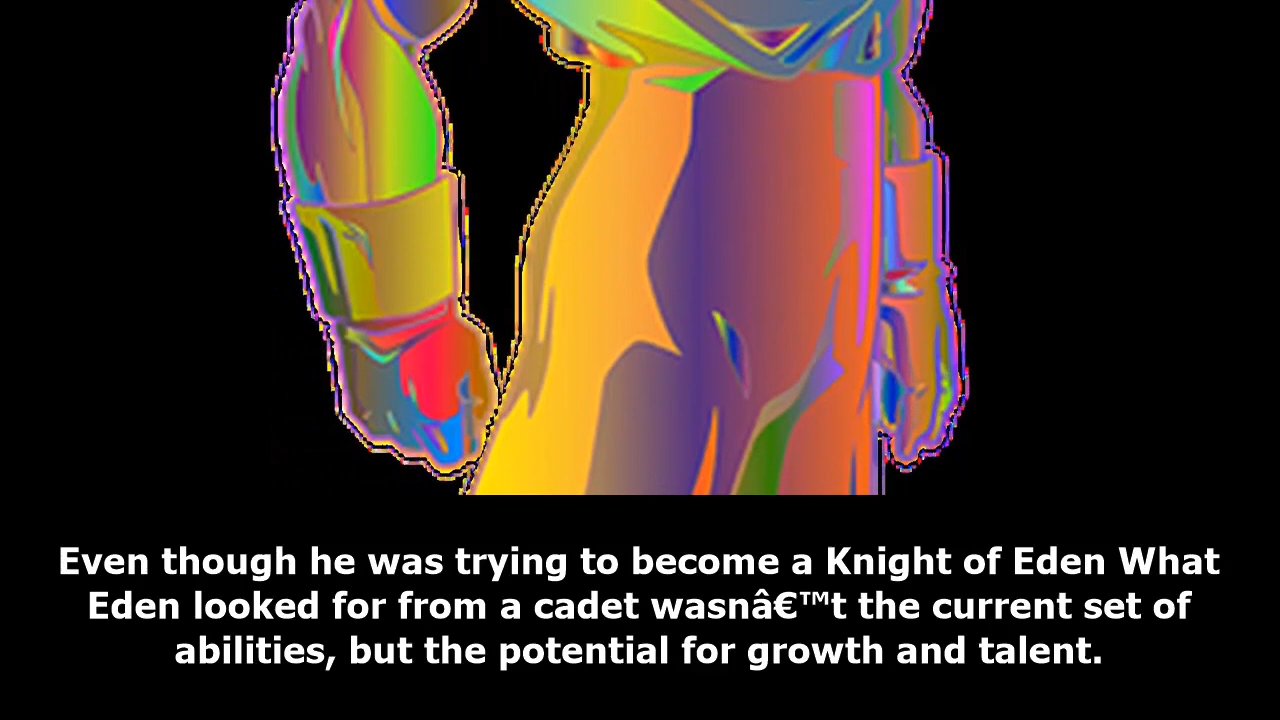 Even though he was trying to become a Knight of Eden What
Eden looked for from a cadet wasnâ€™t the current set of
abilities, but the potential for growth and talent.